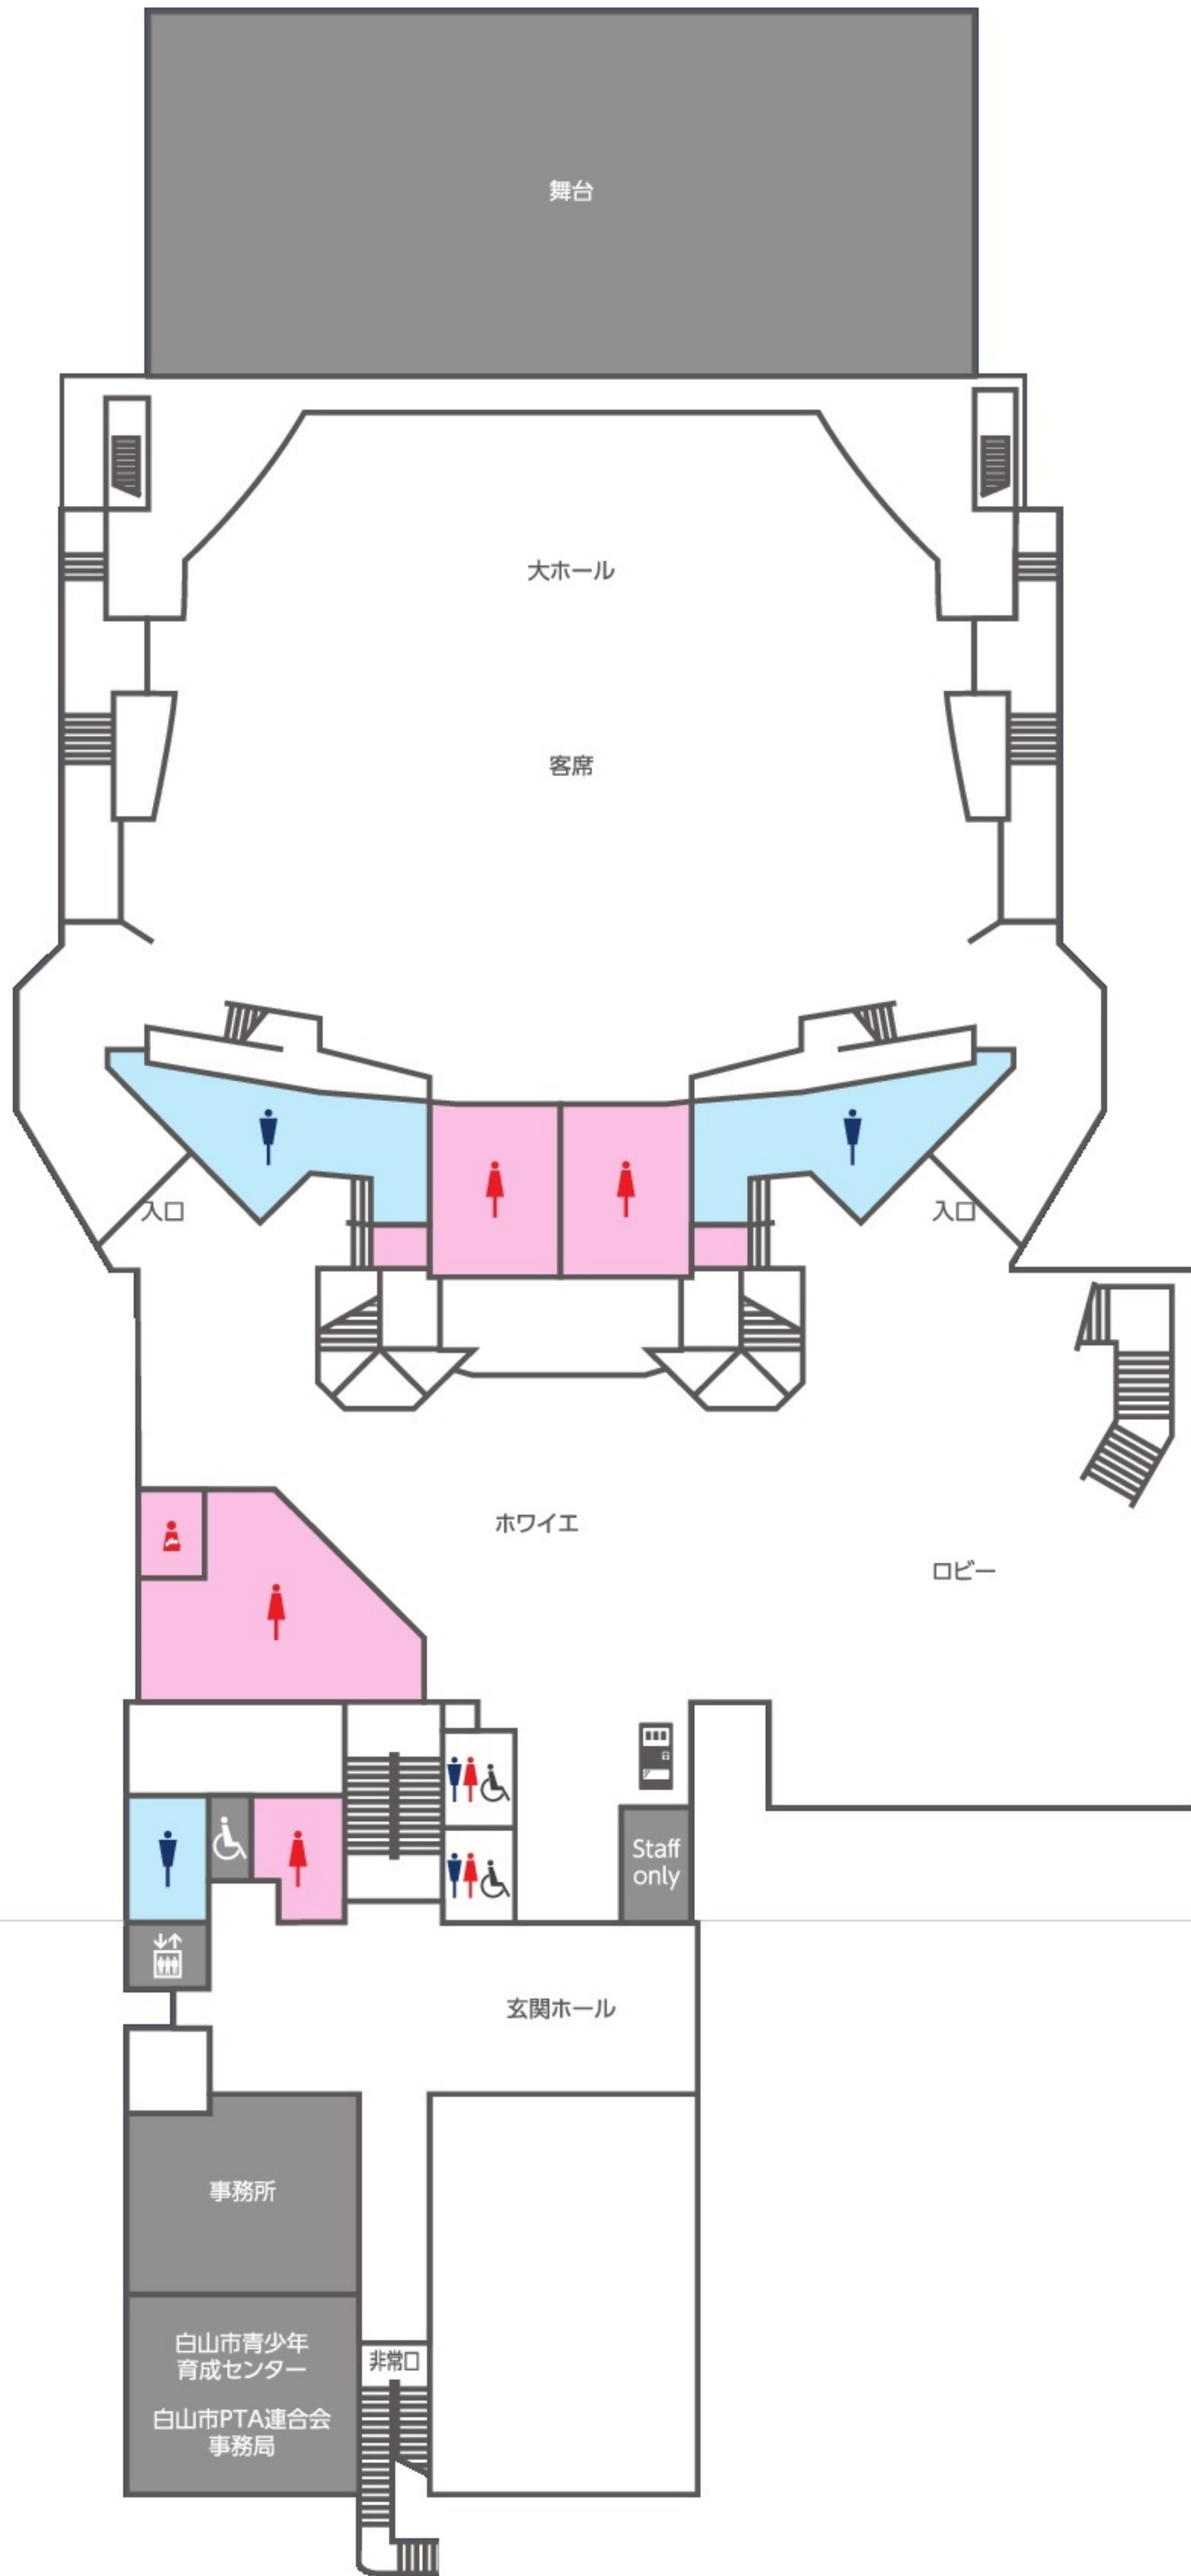 舞台
大ホール
客席
入口
入口
ホワイエ
ロビー
Staff
only
玄関ホール
事務所
白山市青少年
育成センター
白山市PTA連合会
事務局
非常口